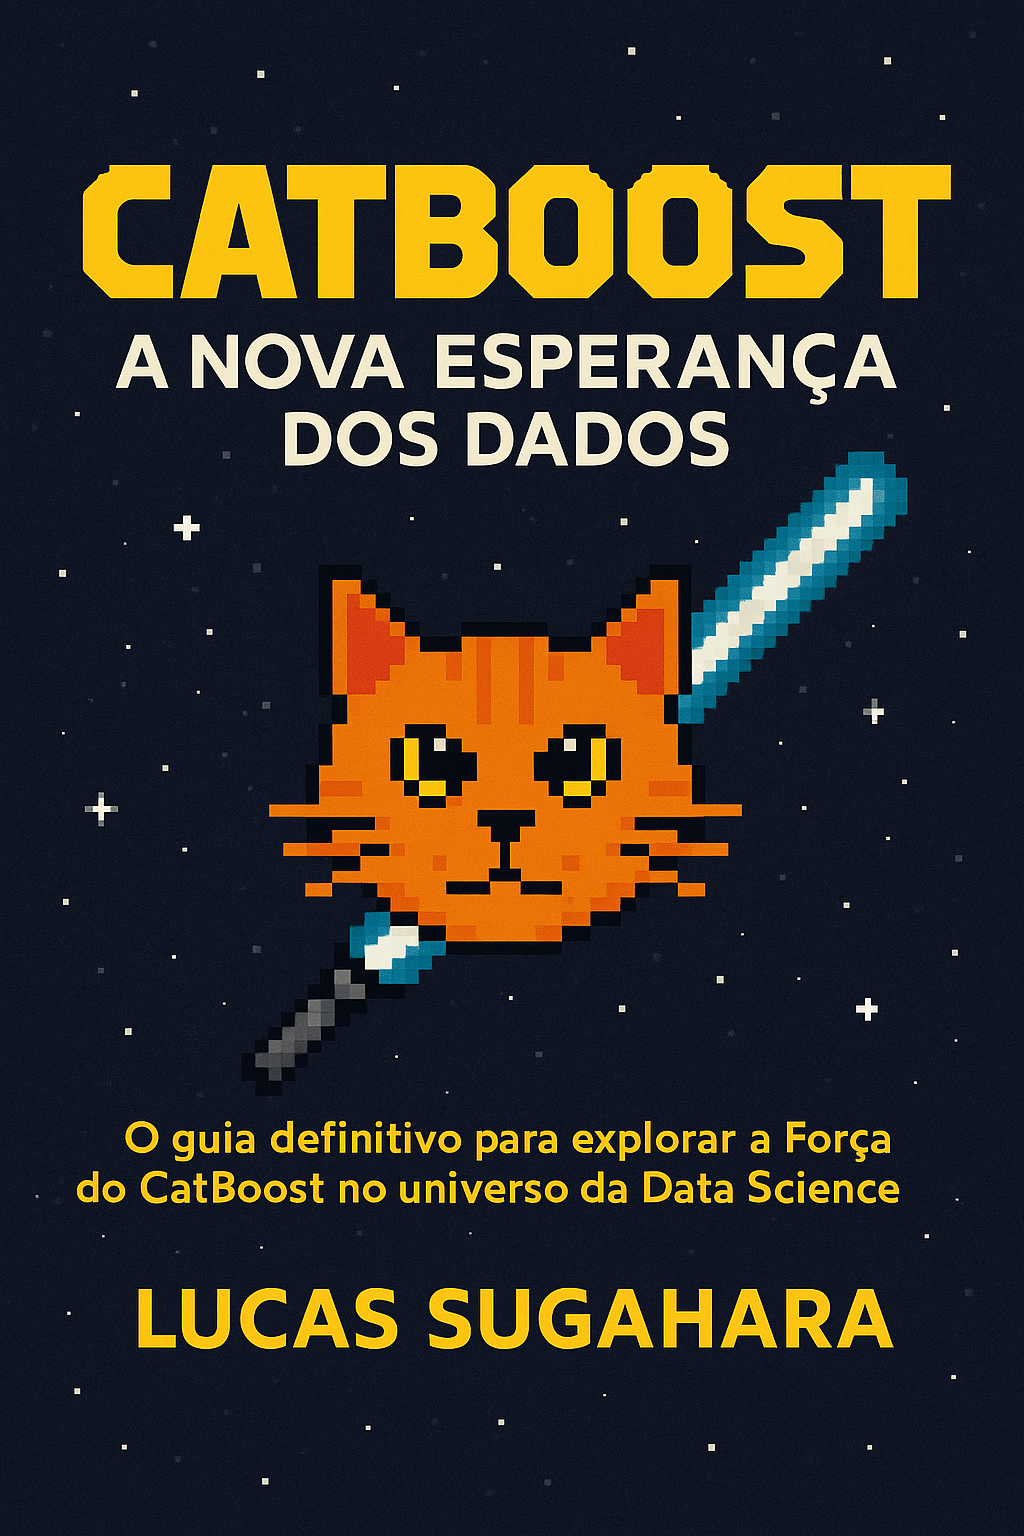 CATBOOST
A NOVA ESPERANÇA
DOS DADOS
O guia definitivo para explorar a Força
do CatBoost no universo da Data Science
LUCAS SUGAHARA